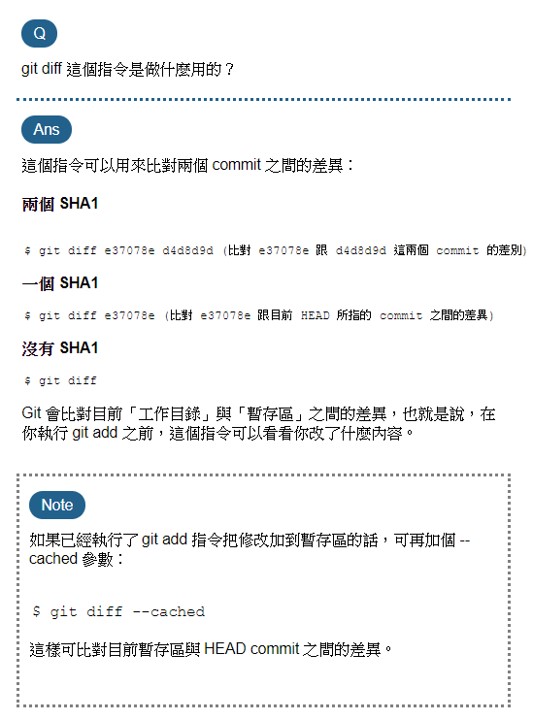 Q
git diff 這個指令是做什麼用的？
Ans
這個指令可以用來比對兩個 commit 之間的差異：
兩個 SHA1
$ git diff e37078e d4d8d9d (比對 e37078e 跟 d4d8d9d 這兩個 commit 的差別)
一個 SHA1
$ git diff e37078e (比對 e37078e 跟目前 HEAD 所指的 commit 之間的差異)
沒有 SHA1
$ git diff
Git 會比對目前「工作目錄」與「暫存區」之間的差異，也就是說，在
你執行 git add 之前，這個指令可以看看你改了什麼內容。
Note
如果已經執行了 git add 指令把修改加到暫存區的話，可再加個 --
cached 參數：
$ git diff --cached
這樣可比對目前暫存區與 HEAD commit 之間的差異。